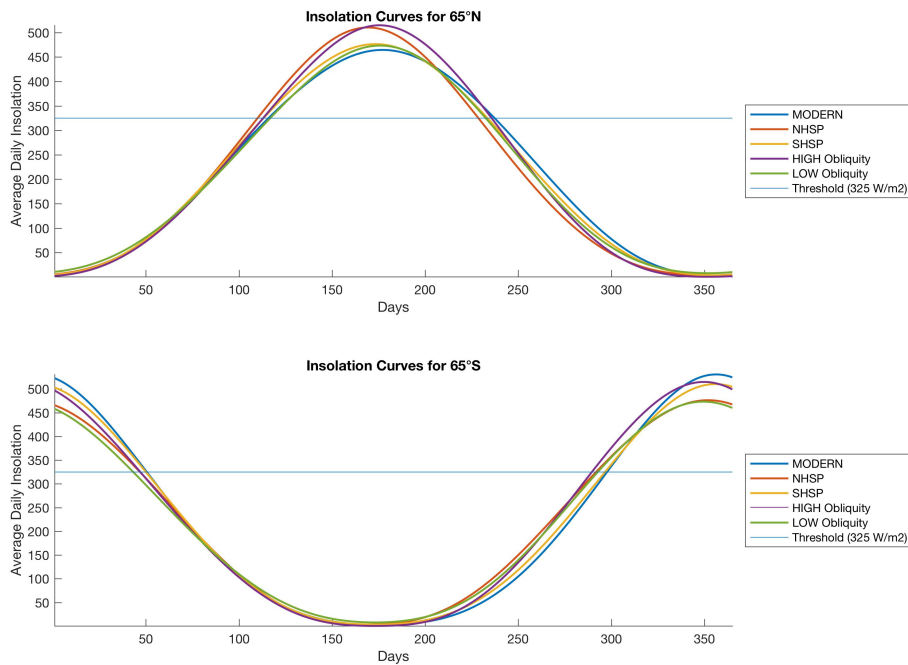 Insolation Curves for 65°N
Average Daily Insolation
500
450
400
350
300
250
200
150
100
50
50 100 150 200 250 300 350
Days
MODERN
NHSP
SHSP
HIGH Obliquity
LOW Obliquity
Threshold (325 W/m2)
Insolation Curves for 65°S
Average Daily Insolation
500
450
400
350
300
250
200
150
100
50
50 100 150 200 250 300 350
Days
MODERN
NHSP
SHSP
HIGH Obliquity
LOW Obliquity
Threshold (325 W/m2)